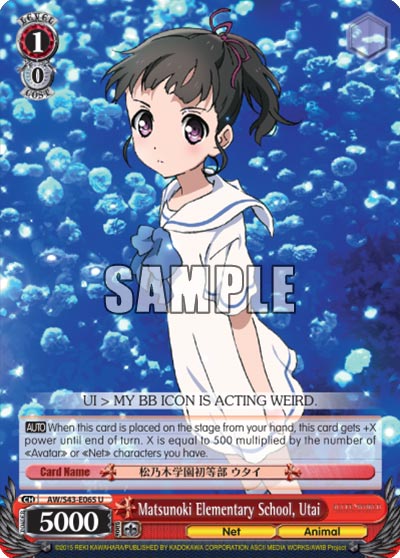 LEVEL
1
0
COST
SAMPLE
UI > MY BB ICON IS ACTING WEIRD.
AUTO When this card is placed on the stage from your hand, this card gets +X
power until end of turn. X is equal to 500 multiplied by the number of
«Avatar» or «Net» characters you have.
Card Name 松乃木学園初等部 ウタイ
CH AW/S43-E065 U
5000
Matsunoki Elementary School, Utai
Net Animal
©2015 REKI KAWAHARA/PUBLISHED BY KADOKAWA CORPORATION ASCII MEDIA WORKS/AWIB Project